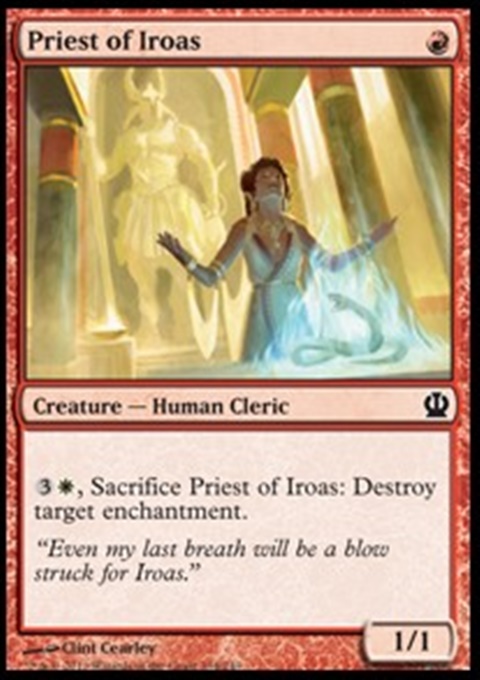 Priest of Iroas
Creature — Human Cleric
3, Sacrifice Priest of Iroas: Destroy
target enchantment.
“Even my last breath will be a blow
struck for Iroas.”
Clint Cearley
1/1